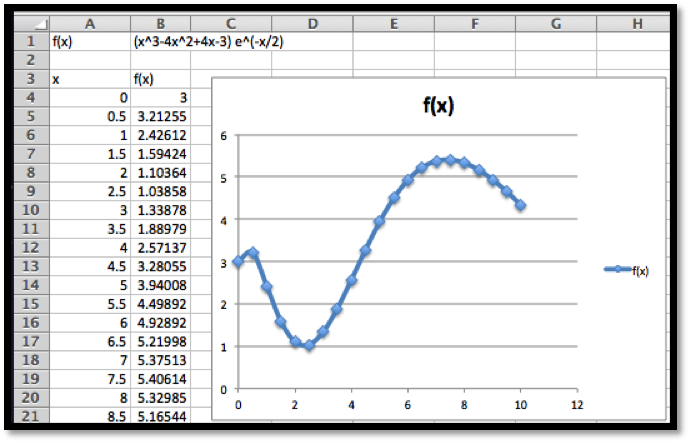 A B C D E F G H
1 f(x) (x^3-4x^2+4x-3) e^(-x/2)
2
3 x f(x)
4 0 3
5 0.5 3.21255
6 1 2.42612
7 1.5 1.59424
8 2 1.10364
9 2.5 1.03858
10 3 1.33878
11 3.5 1.88979
12 4 2.57137
13 4.5 3.28055
14 5 3.94008
15 5.5 4.49892
16 6 4.92892
17 6.5 5.21998
18 7 5.37513
19 7.5 5.40614
20 8 5.32985
21 8.5 5.16544
f(x)
6
5
4
3
2
1
0
0 2 4 6 8 10 12
f(x)